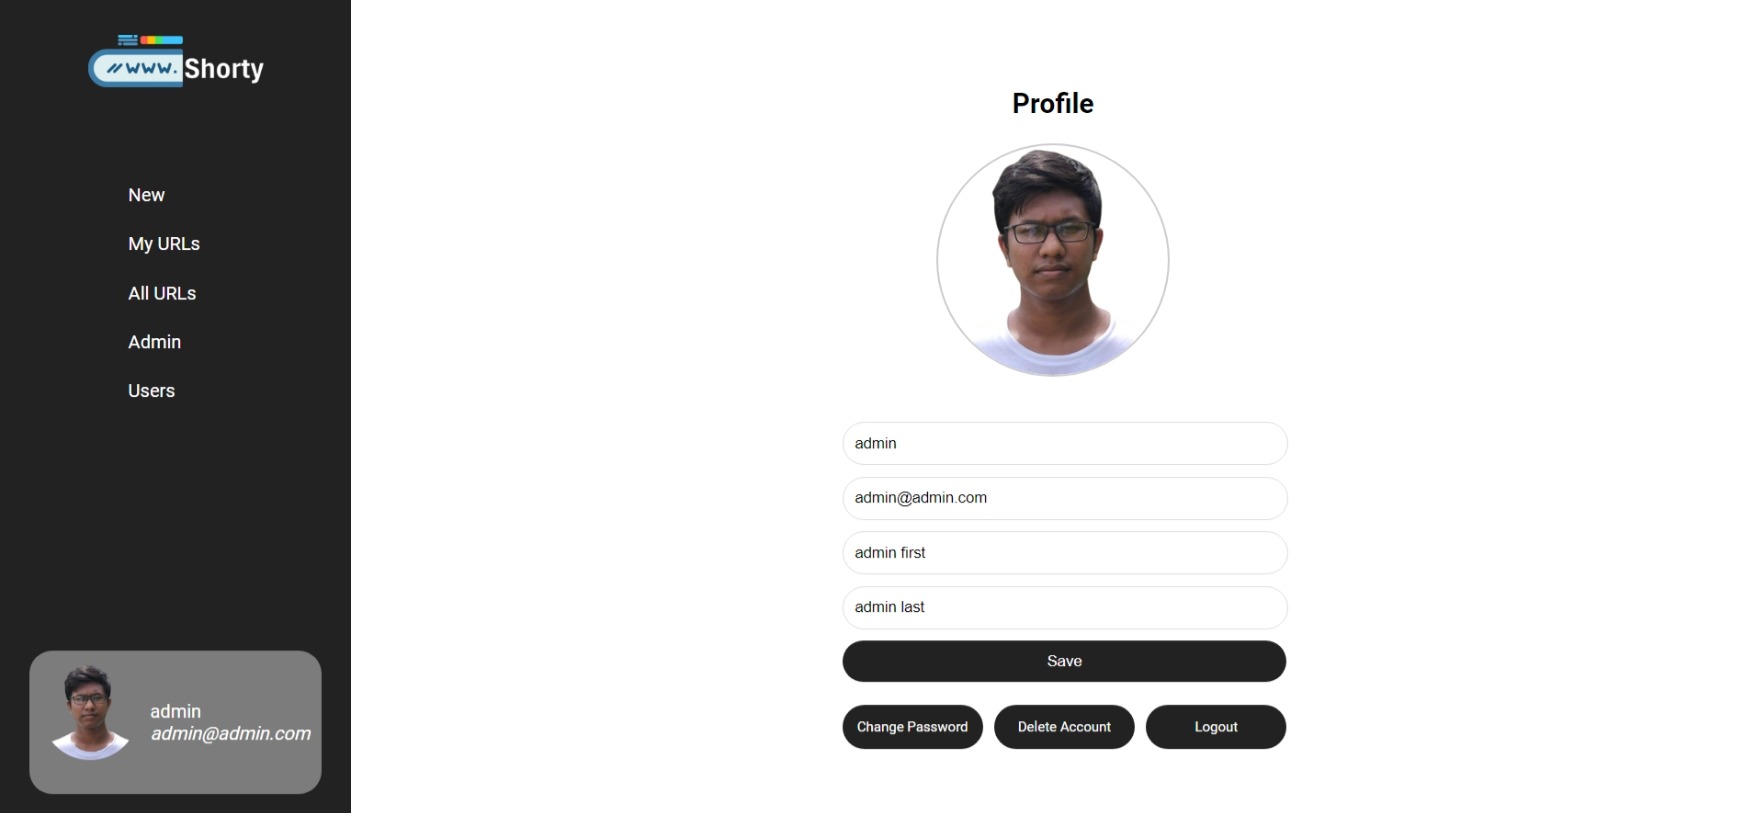 //www.Shorty
New
My URLs
All URLs
Admin
Users
admin
admin@admin.com
Profile
admin
admin@admin.com
admin first
admin last
Save
Change Password
Delete Account
Logout